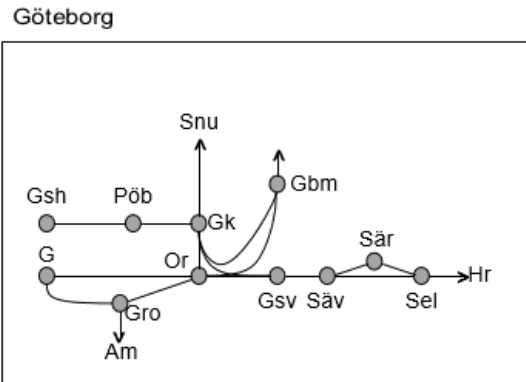 Göteborg
Snu
Gbm
Gsh
Pöb
Gk
G
Or
Sär
Hr
Gro
Gsv
Säv
Sel
Am